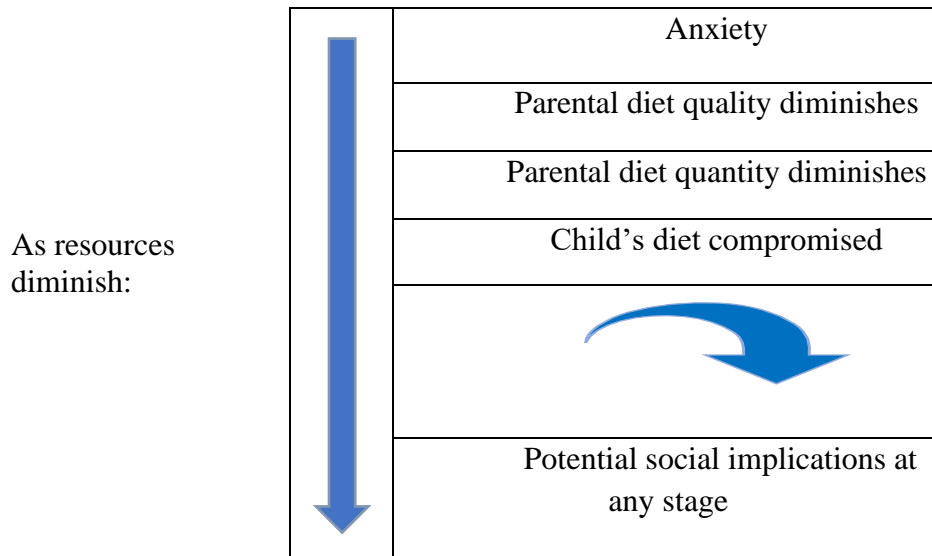 Anxiety
Parental diet quality diminishes
Parental diet quantity diminishes
As resources
diminish:
Child’s diet compromised
Potential social implications at
any stage